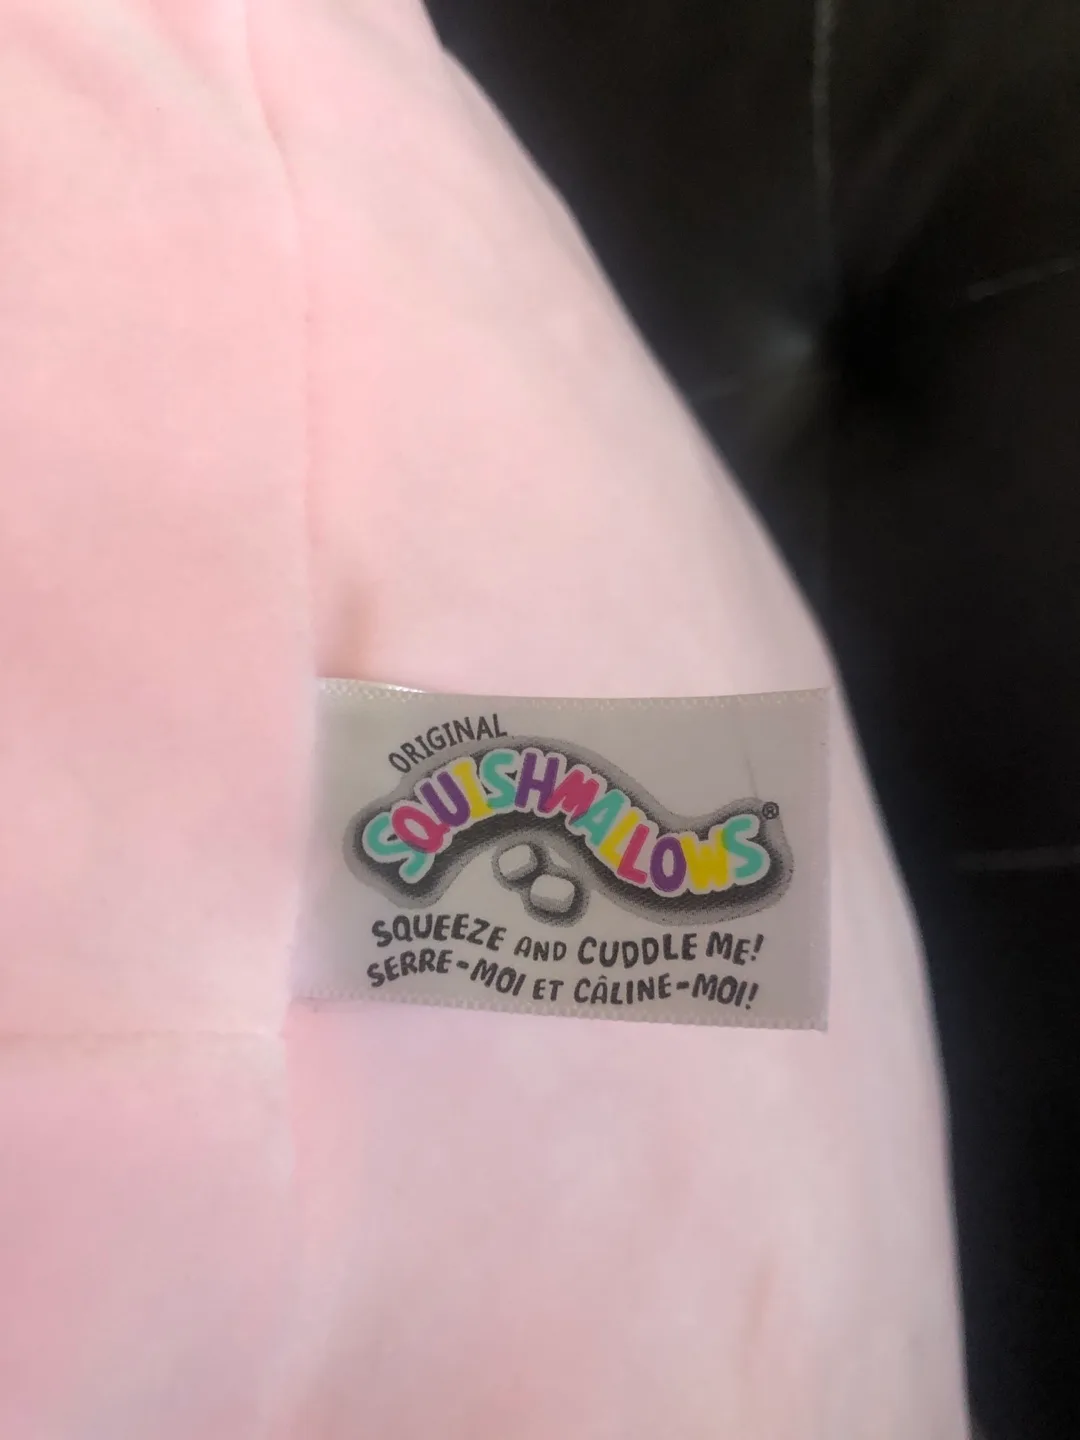 ORIGINAL
SQUISHMALLOWS®
SQUEEZE AND CUDDLE ME!
SERRE-MOI ET CÂLINE-MOI!